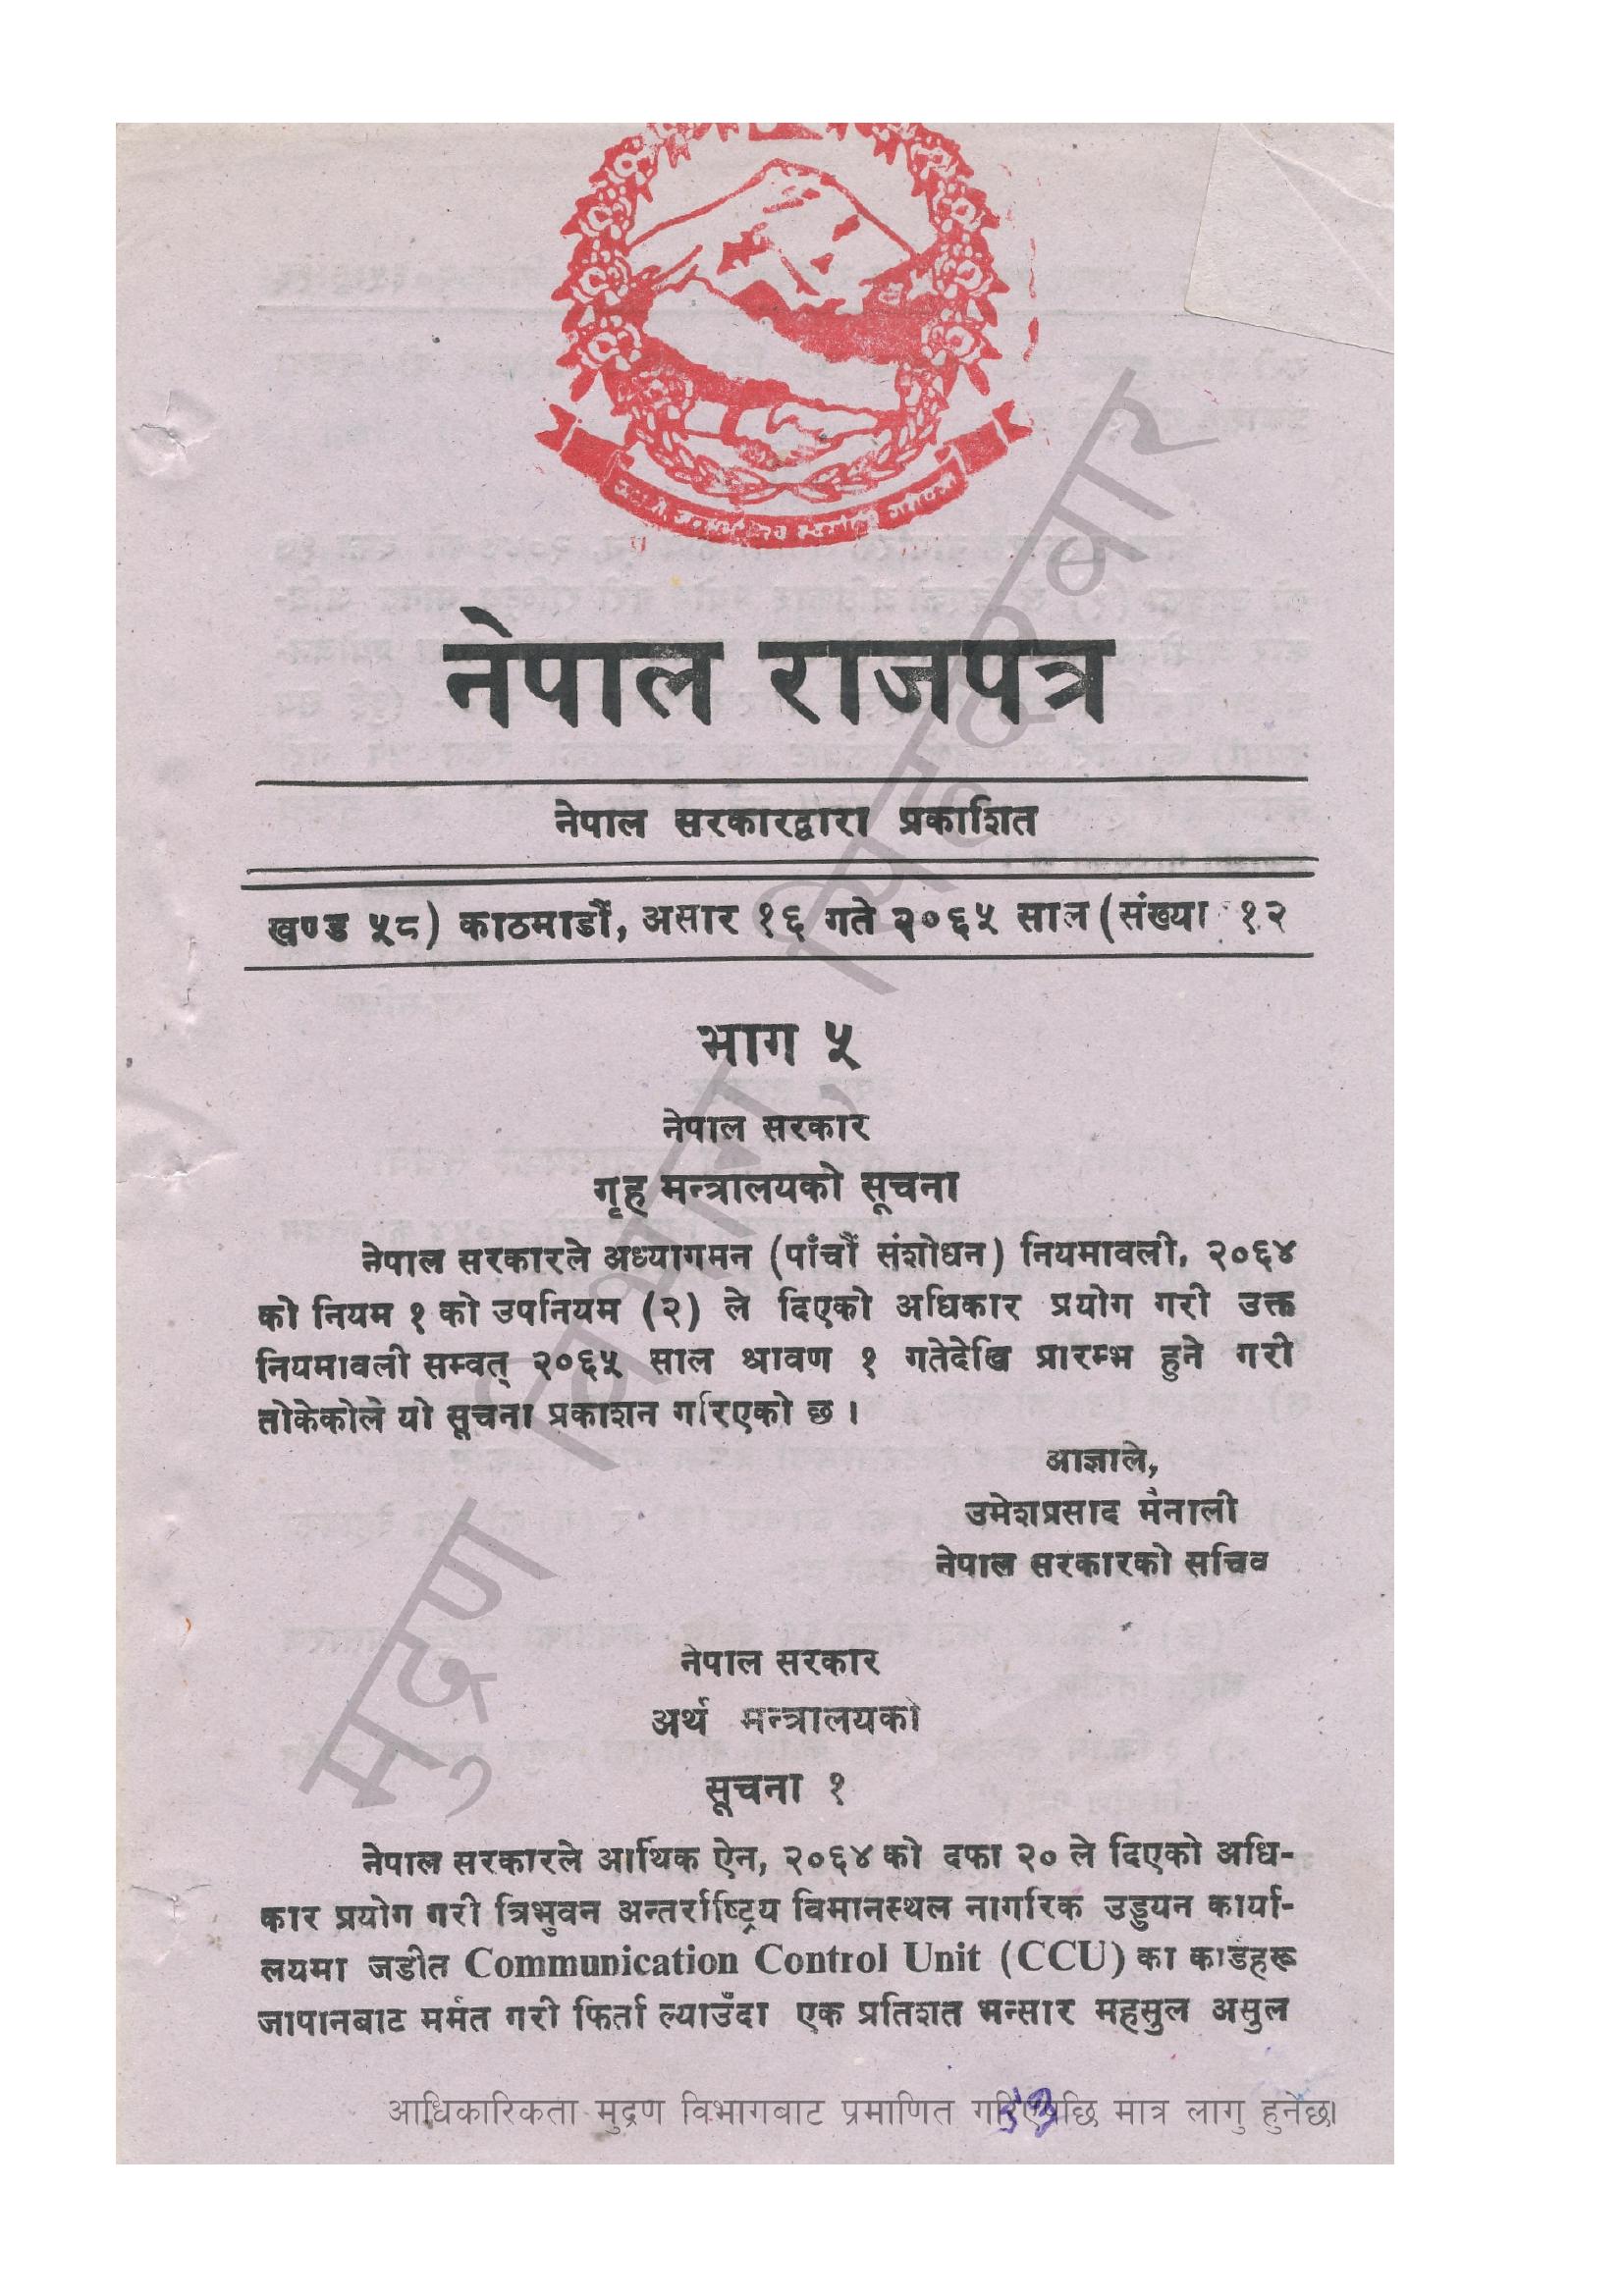 नेपाल राजपत्र
नेपाल सरकारद्वारा प्रकाशित
खण्ड ५८) काठमाडौं, असार १६ गते २०६५ साल (संख्या १२
भाग ५
नेपाल सरकार
गृह मन्त्रालयको सूचना
नेपाल सरकारले अध्यागमन (पांचौं संशोधन) नियमावली, २०६४
को नियम १ को उपनियम (२) ले दिएको अधिकार प्रयोग गरी उक्त
नियमावली सम्वत् २०६५ साल श्रावण १ गतेदेखि प्रारम्भ हुने गरी
तोकेकोले यो सूचना प्रकाशन गरिएको छ ।
आज्ञाले,
उमेशप्रसाद मैनाली
नेपाल सरकारको सचिव
नेपाल सरकार
अर्थ मन्त्रालयको
सूचना १
नेपाल सरकारले आर्थिक ऐन, २०६४ को दफा २० ले दिएको अधि-
कार प्रयोग गरी त्रिभुवन अन्तर्राष्ट्रिय विमानस्थल नागरिक उड्डयन कार्या-
लयमा जडीत Communication Control Unit (CCU) का कार्डहरू
जापानबाट मर्मत गरी फिर्ता ल्याउँदा एक प्रतिशत भन्सार महसुल असुल
मुद्रण विभाग, सिंहदरबार
आधिकारिकता मुद्रण विभागबाट प्रमाणित गरिएपछि मात्र लागु हुनेछ।